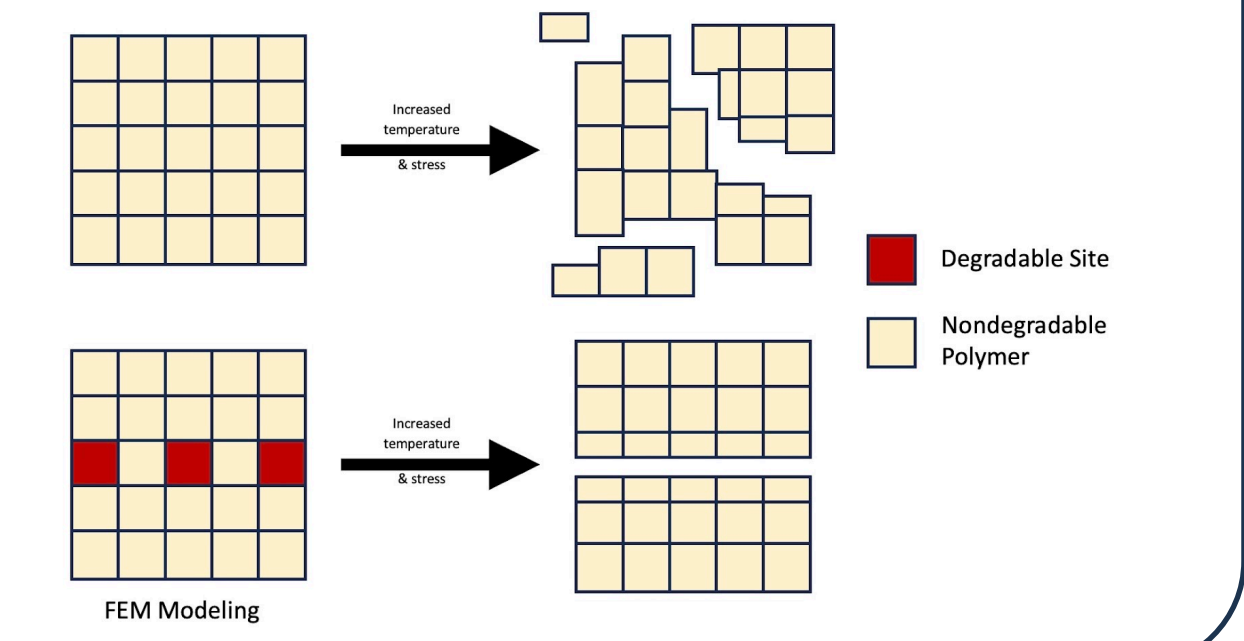 Increased
temperature
& stress
Degradable Site
Nondegradable
Polymer
Increased
temperature
& stress
FEM Modeling